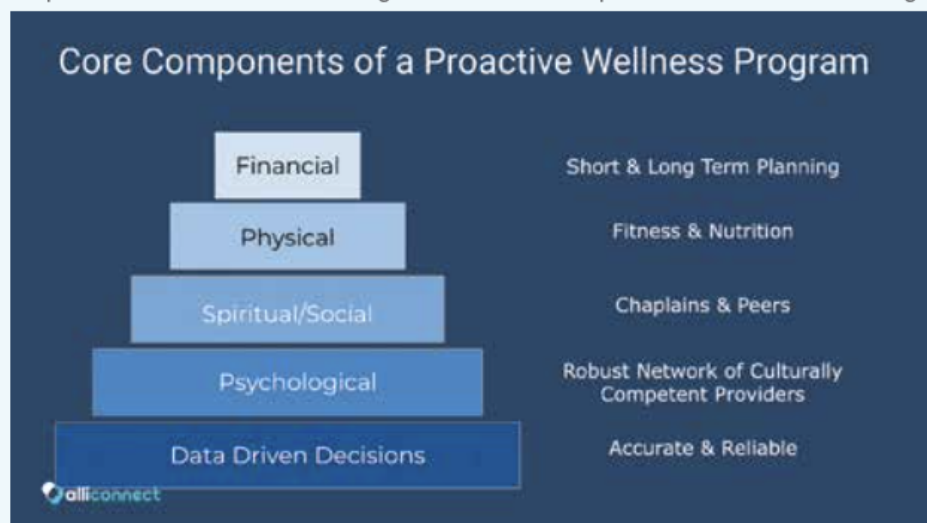 Core Components of a Proactive Wellness Program
Financial
Short & Long Term Planning
Physical
Fitness & Nutrition
Spiritual/Social
Chaplains & Peers
Psychological
Robust Network of Culturally
Competent Providers
Data Driven Decisions
Accurate & Reliable
alliconnect